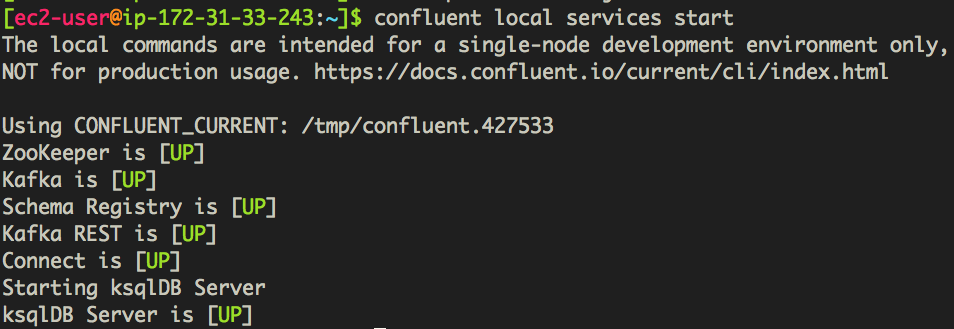 [ec2-user@ip-172-31-33-243:~]$ confluent local services start
The local commands are intended for a single-node development environment only,
NOT for production usage. https://docs.confluent.io/current/cli/index.html

Using CONFLUENT_CURRENT: /tmp/confluent.427533
ZooKeeper is [UP]
Kafka is [UP]
Schema Registry is [UP]
Kafka REST is [UP]
Connect is [UP]
Starting ksqlDB Server
ksqlDB Server is [UP]